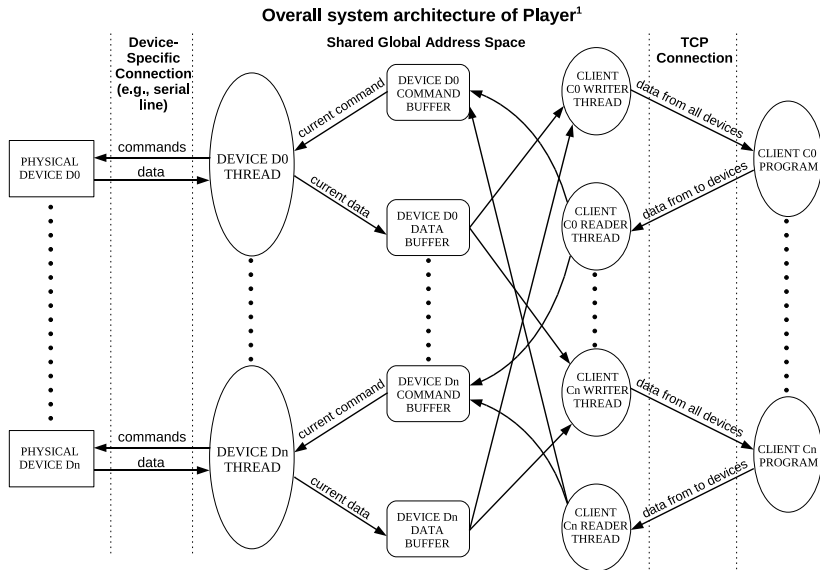 Overall system architecture of Player1
Device-
Specific
Connection
(e.g., serial
line)
Shared Global Address Space
TCP
Connection
PHYSICAL
DEVICE D0
commands
data
DEVICE D0
THREAD
current command
current data
DEVICE D0
COMMAND
BUFFER
DEVICE D0
DATA
BUFFER
CLIENT
C0 WRITER
THREAD
CLIENT
C0 READER
THREAD
data from all devices
data from to devices
CLIENT C0
PROGRAM
PHYSICAL
DEVICE Dn
commands
data
DEVICE Dn
THREAD
current command
current data
DEVICE Dn
COMMAND
BUFFER
DEVICE Dn
DATA
BUFFER
CLIENT
Cn WRITER
THREAD
CLIENT
Cn READER
THREAD
data from all devices
data from to devices
CLIENT Cn
PROGRAM